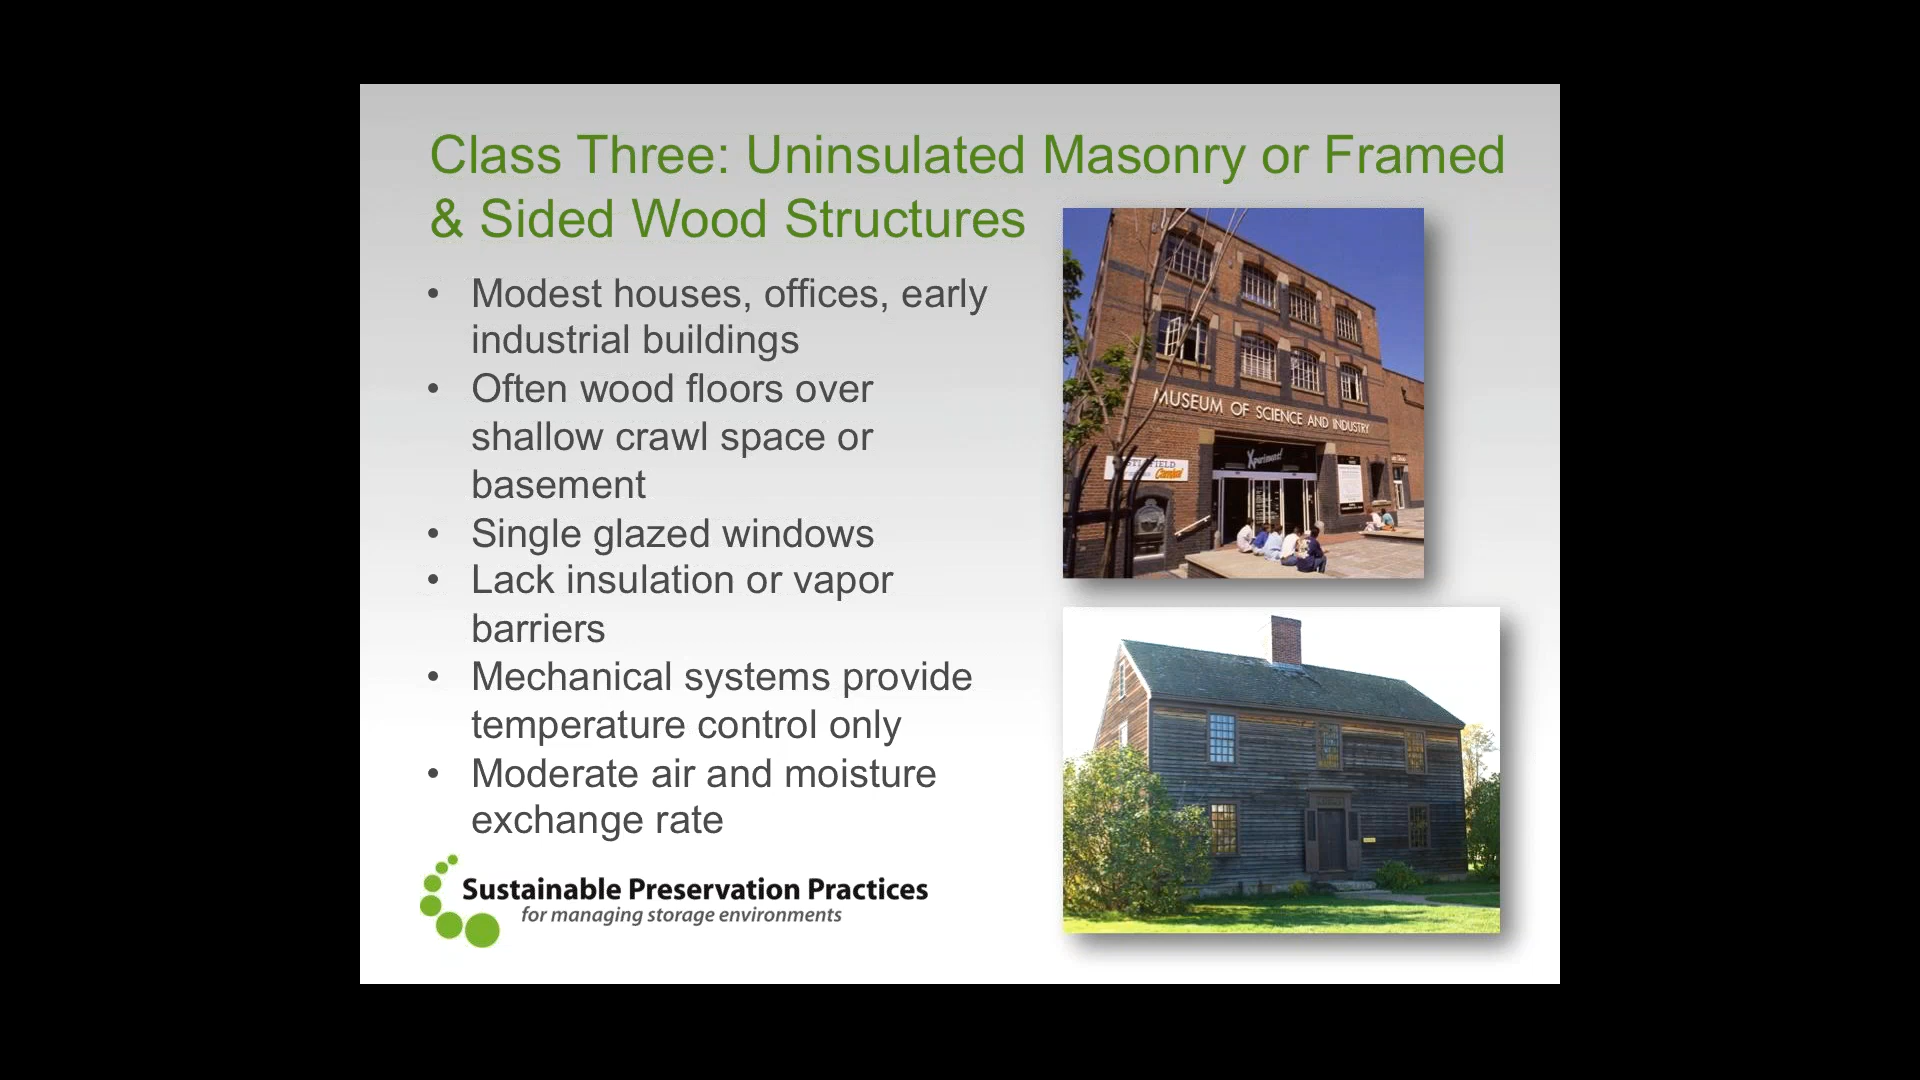 Class Three: Uninsulated Masonry or Framed
& Sided Wood Structures
• Modest houses, offices, early
industrial buildings
• Often wood floors over
shallow crawl space or
basement
• Single glazed windows
• Lack insulation or vapor
barriers
• Mechanical systems provide
temperature control only
• Moderate air and moisture
exchange rate
MUSEUM OF SCIENCE AND INDUSTRY
Xperiment!
Sustainable Preservation Practices
for managing storage environments